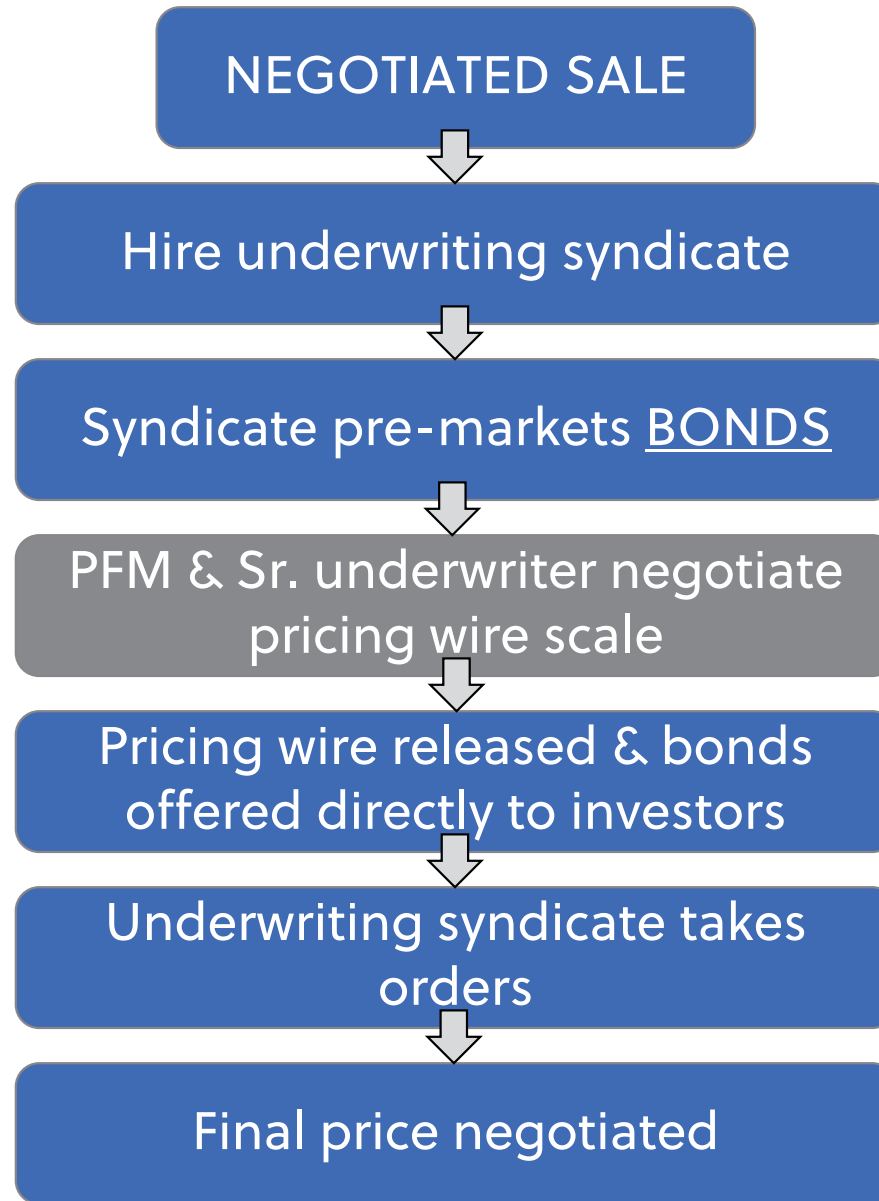 NEGOTIATED SALE
Hire underwriting syndicate
Syndicate pre-markets BONDS
PFM & Sr. underwriter negotiate
pricing wire scale
Pricing wire released & bonds
offered directly to investors
Underwriting syndicate takes
orders
Final price negotiated